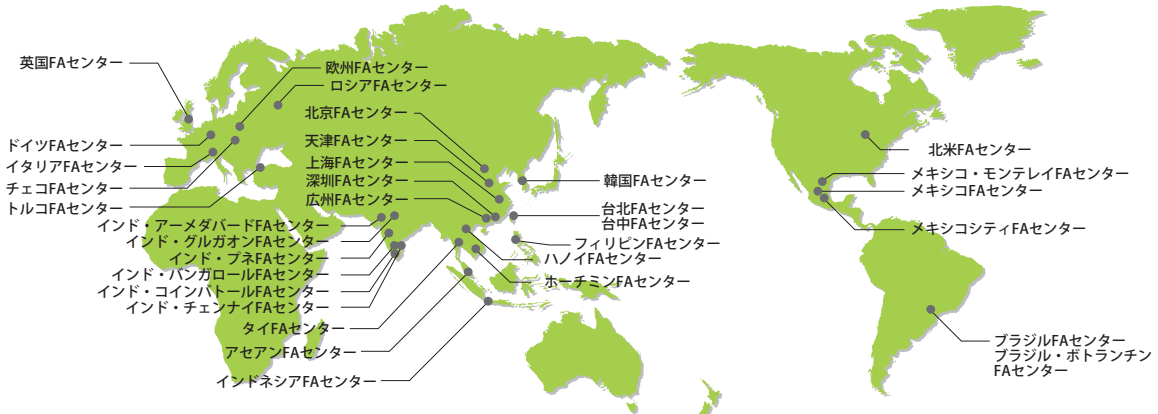 英国FAセンター
欧州FAセンター
ロシアFAセンター
ドイツFAセンター
イタリアFAセンター
チェコFAセンター
トルコFAセンター
北京FAセンター
天津FAセンター
上海FAセンター
深圳FAセンター
広州FAセンター
インド・アーメダバードFAセンター
インド・グルガオンFAセンター
インド・プネFAセンター
インド・バンガロールFAセンター
インド・コインバトールFAセンター
インド・チェンナイFAセンター
タイFAセンター
アセアンFAセンター
インドネシアFAセンター
韓国FAセンター
台北FAセンター
台中FAセンター
フィリピンFAセンター
ハノイFAセンター
ホーチミンFAセンター
北米FAセンター
メキシコ・モンテレイFAセンター
メキシコFAセンター
メキシコシティFAセンター
ブラジルFAセンター
ブラジル・ボトランチン
FAセンター